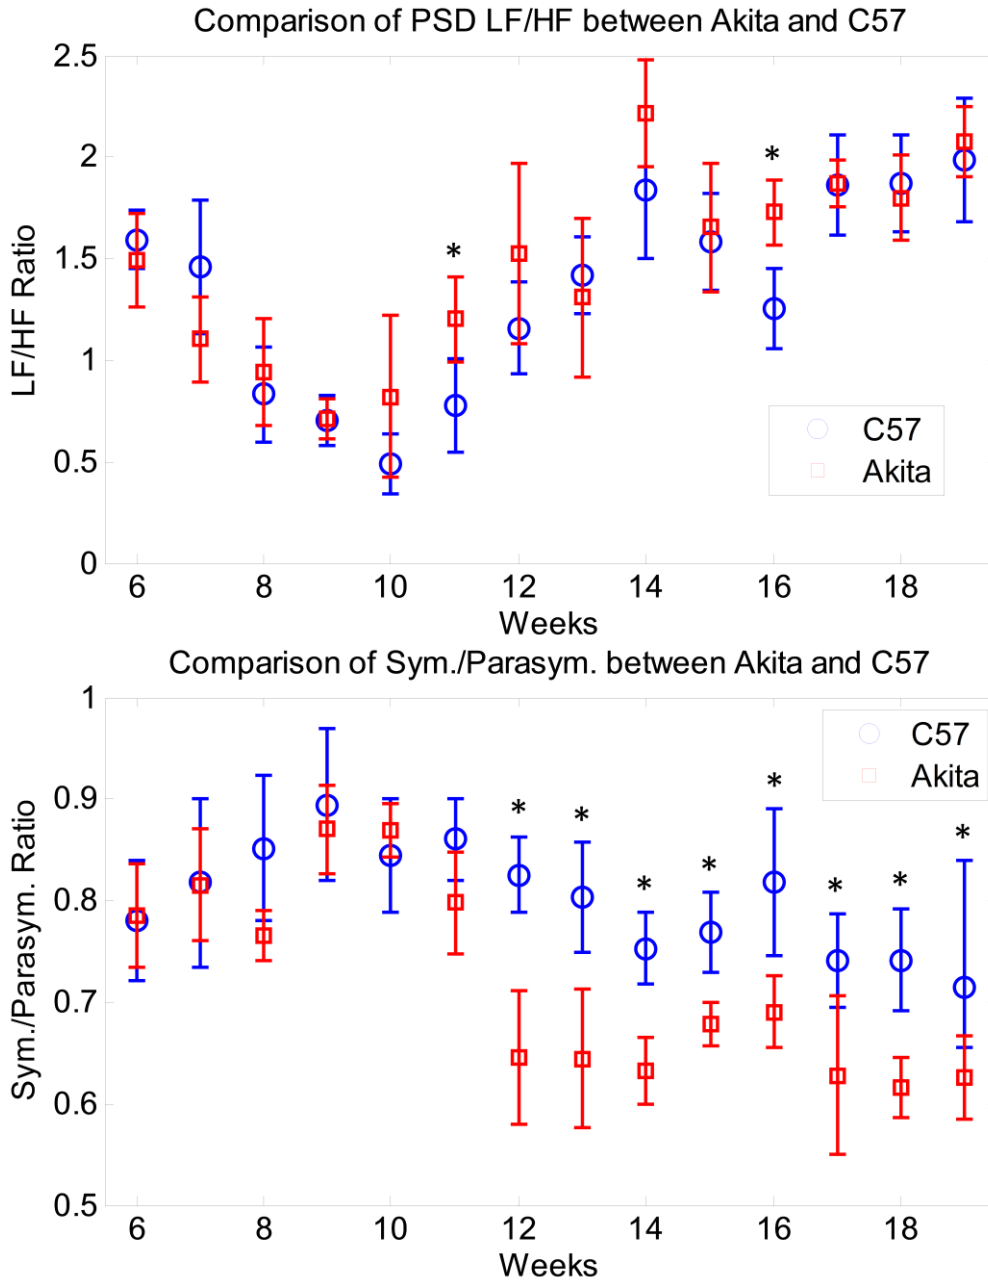 Comparison of PSD LF/HF between Akita and C57
2.5
2
1.5
1
0.5
0
LF/HF Ratio
*
*
C57
Akita
6 8 10 12 14 16 18
Weeks
Comparison of Sym./Parasym. between Akita and C57
1
0.9
0.8
0.7
0.6
0.5
Sym./Parasym. Ratio
C57
Akita
* * * * * * * *
6 8 10 12 14 16 18
Weeks